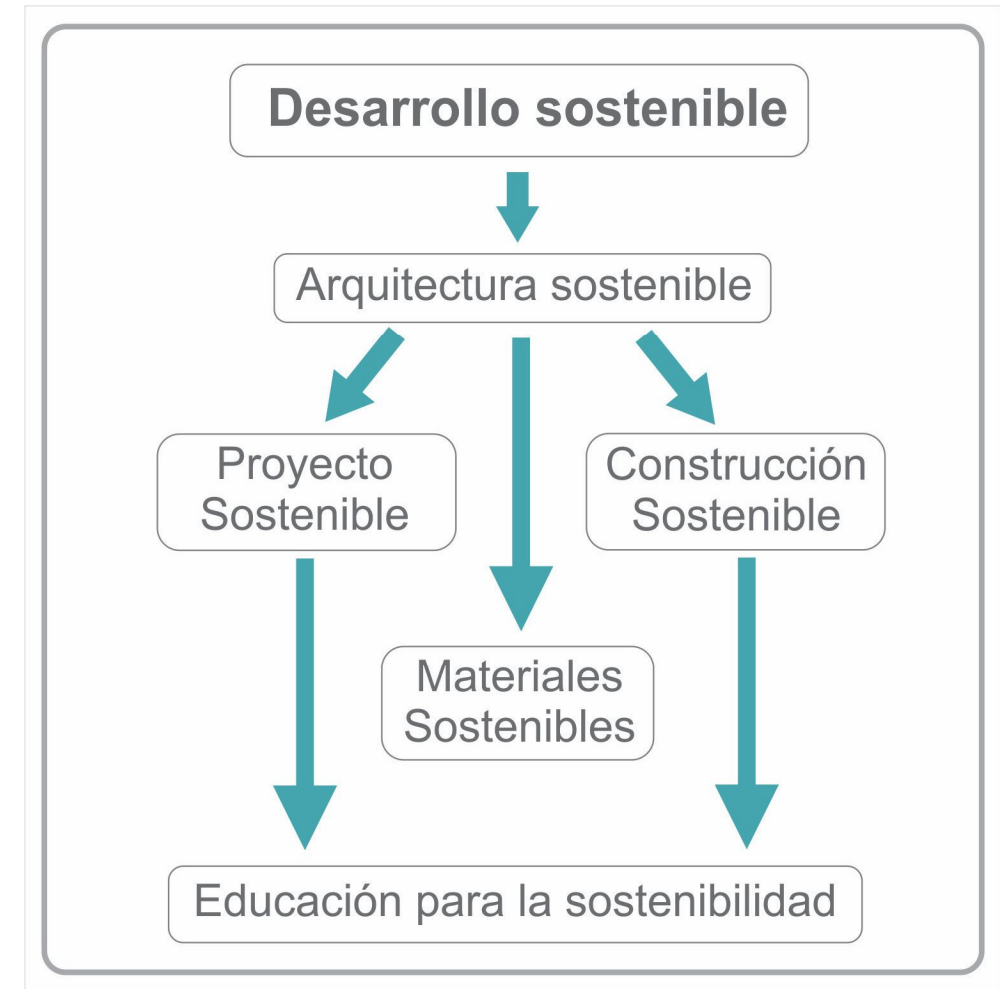 Desarrollo sostenible
Arquitectura sostenible
Proyecto
Sostenible
Construcción
Sostenible
Materiales
Sostenibles
Educación para la sostenibilidad